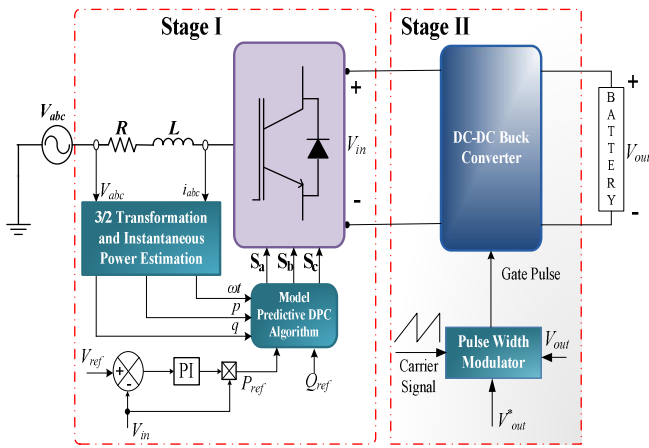 Stage I
Stage II
V_abc
R
L
V_abc
i_abc
3/2 Transformation
and Instantaneous
Power Estimation
V_in
+
-
S_a
S_b
S_c
ωt
p
q
Model
Predictive DPC
Algorithm
V_ref
+
-
PI
P_ref
Q_ref
V_in
DC-DC Buck
Converter
Gate Pulse
Pulse Width
Modulator
Carrier
Signal
V_out
V*_out
+
BATTERY
V_out
-